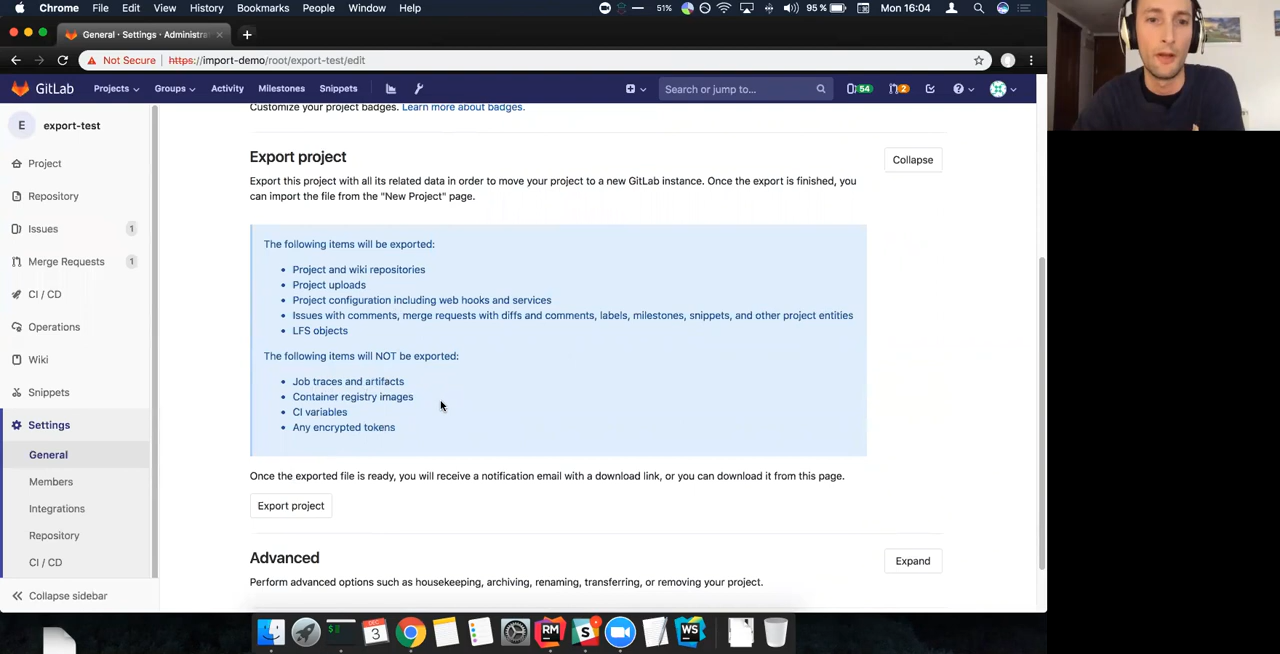 Chrome File Edit View History Bookmarks People Window Help 51% 95 % Mon 16:04
General · Settings · Administra
Not Secure https://import-demo/root/export-test/edit
GitLab Projects Groups Activity Milestones Snippets Search or jump to... 54 2
E export-test
Project
Repository
Issues 1
Merge Requests 1
CI / CD
Operations
Wiki
Snippets
Settings
General
Members
Integrations
Repository
CI / CD
Collapse sidebar
Customize your project badges. Learn more about badges.
Export project
Collapse
Export this project with all its related data in order to move your project to a new GitLab instance. Once the export is finished, you
can import the file from the "New Project" page.
The following items will be exported:
Project and wiki repositories
Project uploads
Project configuration including web hooks and services
Issues with comments, merge requests with diffs and comments, labels, milestones, snippets, and other project entities
LFS objects
The following items will NOT be exported:
Job traces and artifacts
Container registry images
CI variables
Any encrypted tokens
Once the exported file is ready, you will receive a notification email with a download link, or you can download it from this page.
Export project
Advanced
Expand
Perform advanced options such as housekeeping, archiving, renaming, transferring, or removing your project.
DEC 3 RM S WS